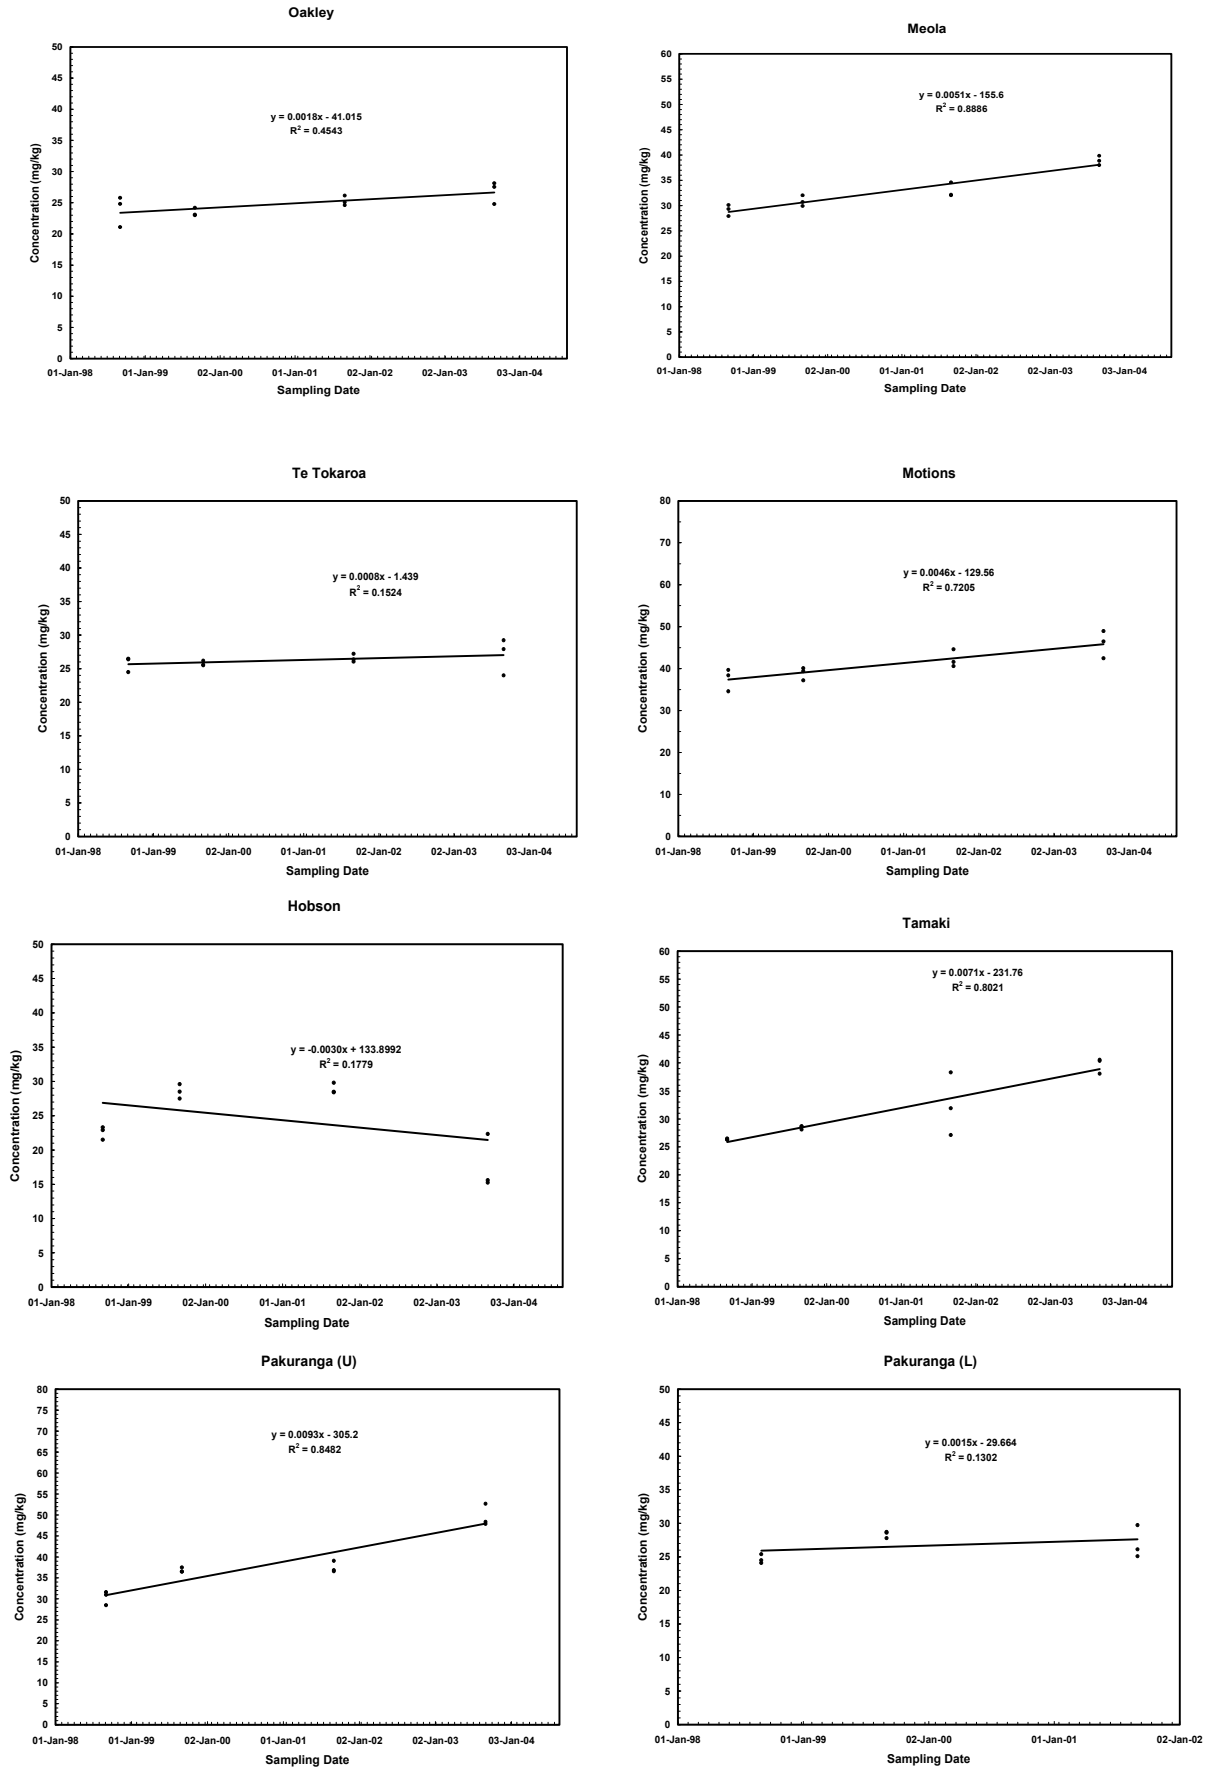 Oakley
50
45
40
35
30
25
20
15
10
5
0
Concentration (mg/kg)
y = 0.0018x - 41.015
R² = 0.4543
01-Jan-98 01-Jan-99 02-Jan-00 01-Jan-01 02-Jan-02 02-Jan-03 03-Jan-04
Sampling Date
Meola
60
55
50
45
40
35
30
25
20
15
10
5
0
Concentration (mg/kg)
y = 0.0051x - 155.6
R² = 0.8886
01-Jan-98 01-Jan-99 02-Jan-00 01-Jan-01 02-Jan-02 02-Jan-03 03-Jan-04
Sampling Date
Te Tokaroa
50
45
40
35
30
25
20
15
10
5
0
Concentration (mg/kg)
y = 0.0008x - 1.439
R² = 0.1524
01-Jan-98 01-Jan-99 02-Jan-00 01-Jan-01 02-Jan-02 02-Jan-03 03-Jan-04
Sampling Date
Motions
80
70
60
50
40
30
20
10
0
Concentration (mg/kg)
y = 0.0046x - 129.56
R² = 0.7205
01-Jan-98 01-Jan-99 02-Jan-00 01-Jan-01 02-Jan-02 02-Jan-03 03-Jan-04
Sampling Date
Hobson
50
45
40
35
30
25
20
15
10
5
0
Concentration (mg/kg)
y = -0.0030x + 133.8992
R² = 0.1779
01-Jan-98 01-Jan-99 02-Jan-00 01-Jan-01 02-Jan-02 02-Jan-03 03-Jan-04
Sampling Date
Tamaki
60
55
50
45
40
35
30
25
20
15
10
5
0
Concentration (mg/kg)
y = 0.0071x - 231.76
R² = 0.8021
01-Jan-98 01-Jan-99 02-Jan-00 01-Jan-01 02-Jan-02 02-Jan-03 03-Jan-04
Sampling Date
Pakuranga (U)
80
75
70
65
60
55
50
45
40
35
30
25
20
15
10
5
0
Concentration (mg/kg)
y = 0.0093x - 305.2
R² = 0.8482
01-Jan-98 01-Jan-99 02-Jan-00 01-Jan-01 02-Jan-02 02-Jan-03 03-Jan-04
Sampling Date
Pakuranga (L)
50
45
40
35
30
25
20
15
10
5
0
Concentration (mg/kg)
y = 0.0015x - 29.664
R² = 0.1302
01-Jan-98 01-Jan-99 02-Jan-00 01-Jan-01 02-Jan-02
Sampling Date